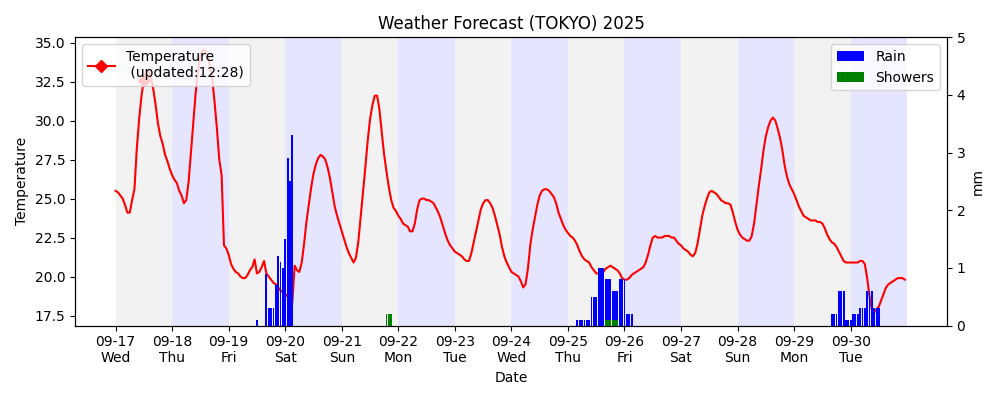 Weather Forecast (TOKYO) 2025
Temperature
(updated:12:28)
Rain
Showers
35.0
32.5
30.0
27.5
25.0
22.5
20.0
17.5
Temperature
5
4
3
2
1
0
mm
09-17 09-18 09-19 09-20 09-21 09-22 09-23 09-24 09-25 09-26 09-27 09-28 09-29 09-30
Wed Thu Fri Sat Sun Mon Tue Wed Thu Fri Sat Sun Mon Tue
Date